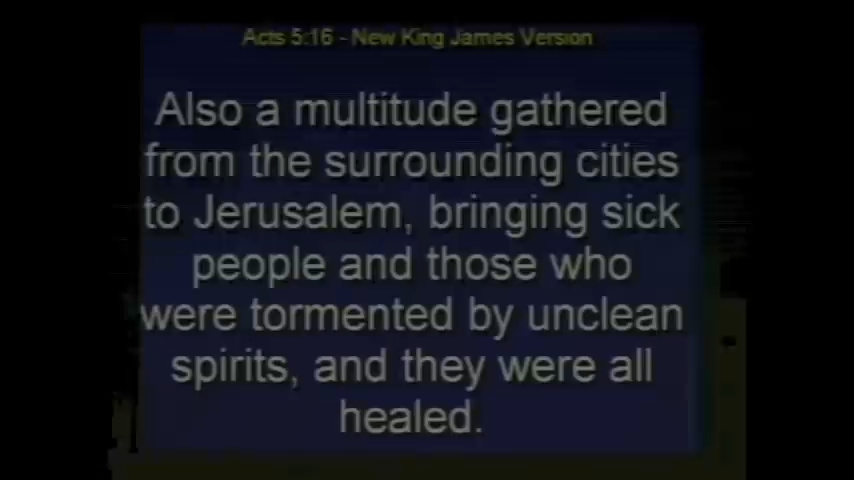 Acts 5:16 - New King James Version
Also a multitude gathered
from the surrounding cities
to Jerusalem, bringing sick
people and those who
were tormented by unclean
spirits, and they were all
healed.